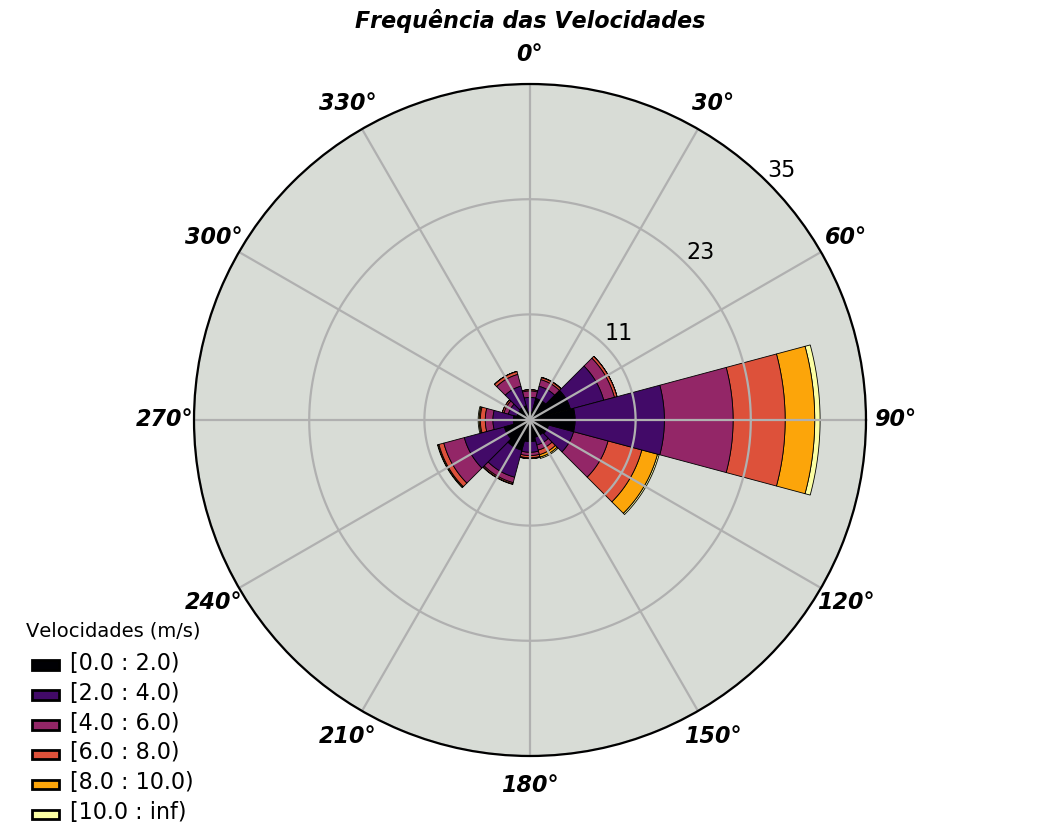 Frequência das Velocidades
0°
330°
30°
35
300°
60°
23
11
270°
90°
240°
120°
210°
150°
180°
Velocidades (m/s)
[0.0 : 2.0)
[2.0 : 4.0)
[4.0 : 6.0)
[6.0 : 8.0)
[8.0 : 10.0)
[10.0 : inf)